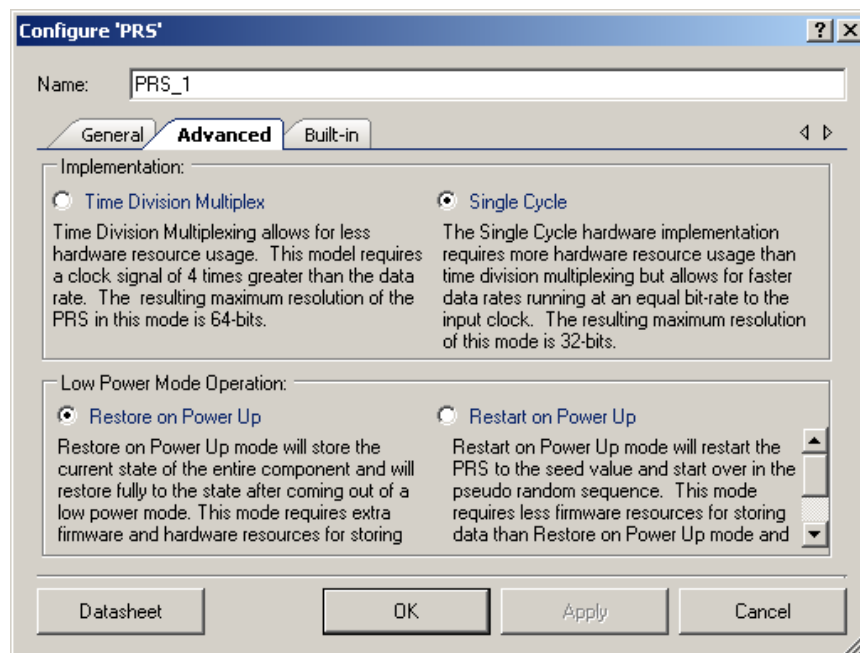 Configure 'PRS'
Name: PRS_1
General Advanced Built-in
Implementation:
Time Division Multiplex
Time Division Multiplexing allows for less
hardware resource usage. This model requires
a clock signal of 4 times greater than the data
rate. The resulting maximum resolution of the
PRS in this mode is 64-bits.
Single Cycle
The Single Cycle hardware implementation
requires more hardware resource usage than
time division multiplexing but allows for faster
data rates running at an equal bit-rate to the
input clock. The resulting maximum resolution
of this mode is 32-bits.
Low Power Mode Operation:
Restore on Power Up
Restore on Power Up mode will store the
current state of the entire component and will
restore fully to the state after coming out of a
low power mode. This mode requires extra
firmware and hardware resources for storing
Restart on Power Up
Restart on Power Up mode will restart the
PRS to the seed value and start over in the
pseudo random sequence. This mode
requires less firmware resources for storing
data than Restore on Power Up mode and
Datasheet OK Apply Cancel